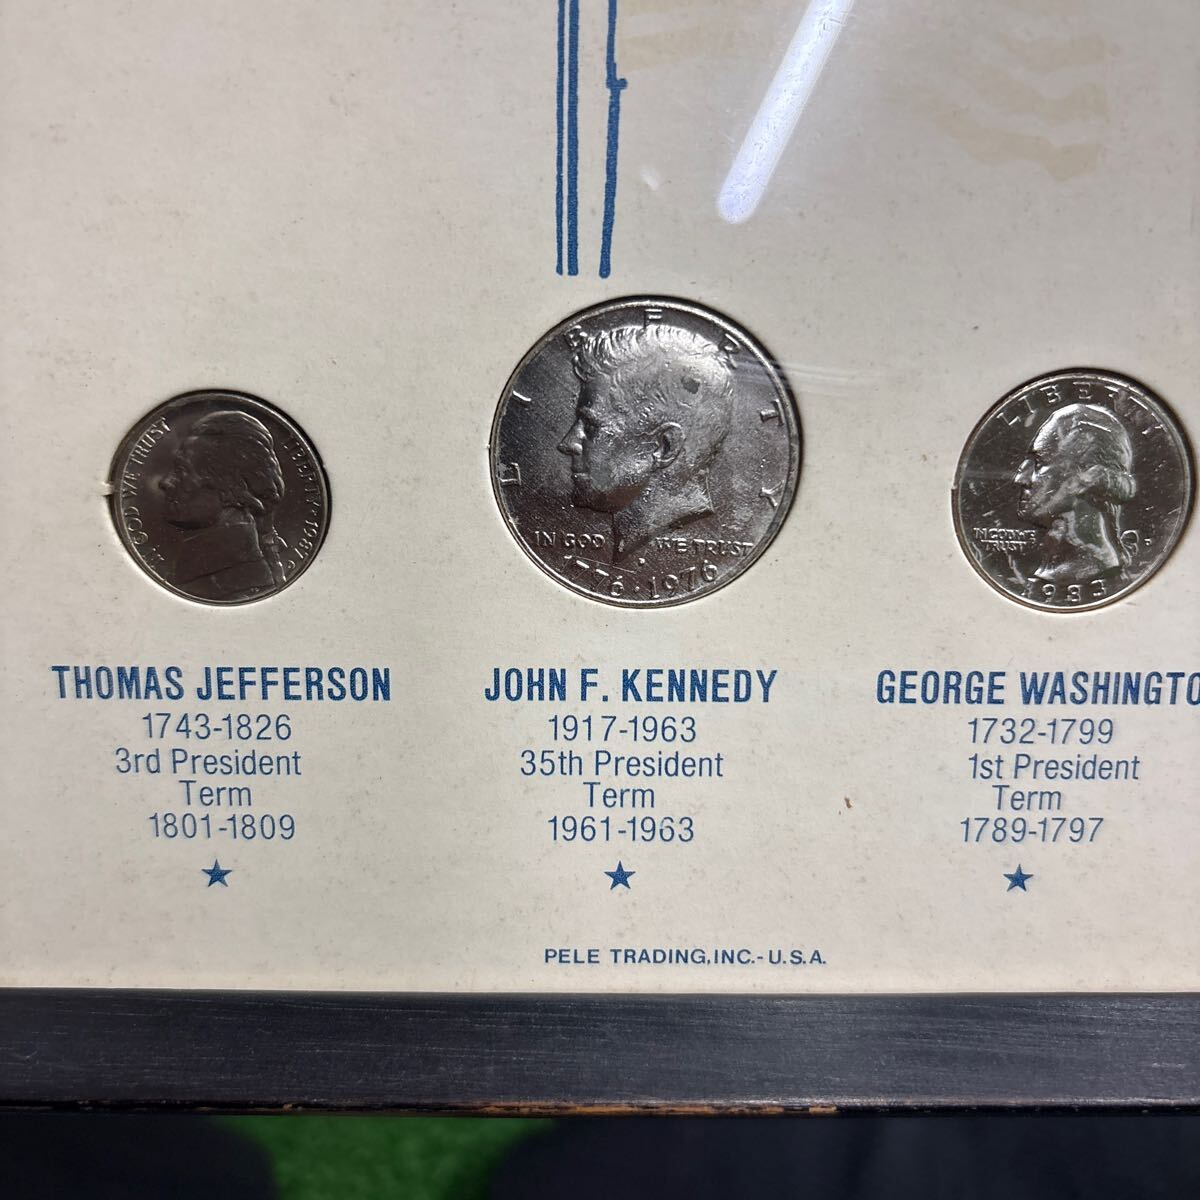 IN GOD WE TRUST
LIBERTY
1987
LIBERTY
IN GOD WE TRUST
1776·1976
LIBERTY
IN GOD WE
TRUST
1983
THOMAS JEFFERSON
1743-1826
3rd President
Term
1801-1809
★
JOHN F. KENNEDY
1917-1963
35th President
Term
1961-1963
★
GEORGE WASHINGTO
1732-1799
1st President
Term
1789-1797
★
PELE TRADING,INC.-U.S.A.